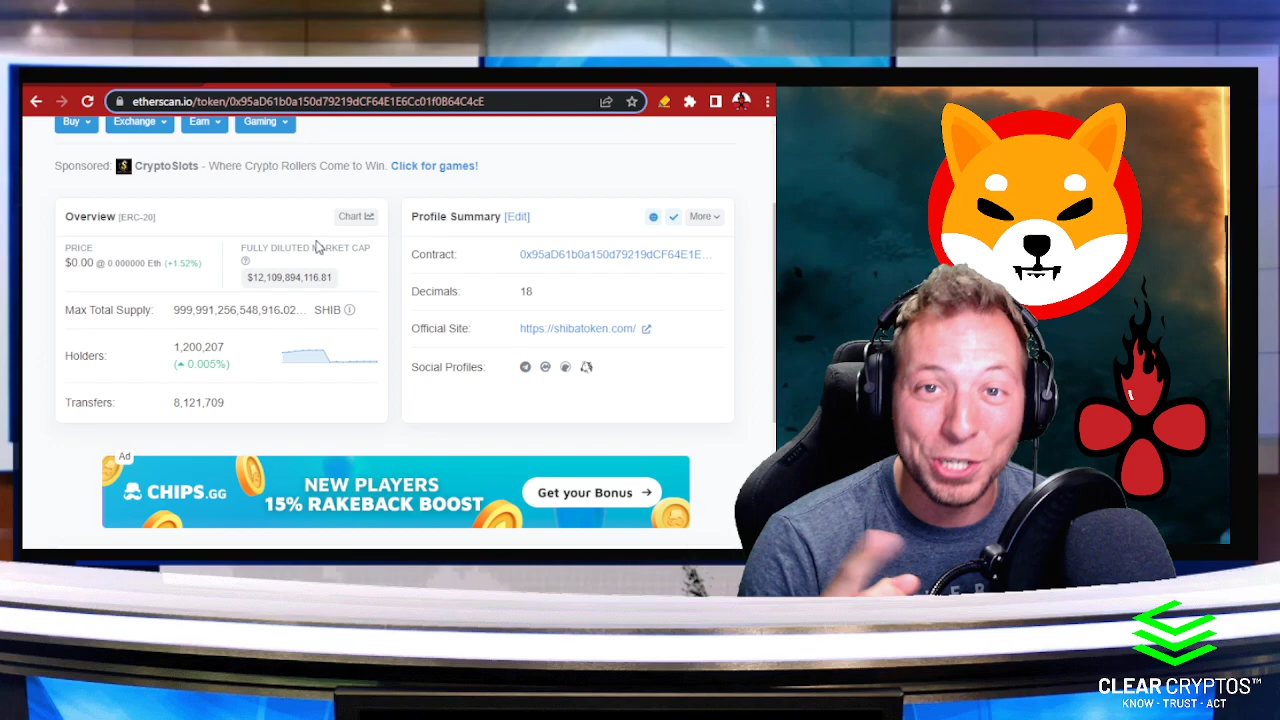 etherscan.io/token/0x95aD61b0a150d79219dCF64E1E6Cc01f0B64C4cE
Buy Exchange Earn Gaming
Sponsored: CryptoSlots - Where Crypto Rollers Come to Win. Click for games!
Overview [ERC-20] Chart
Profile Summary [Edit] More
PRICE
$0.00 @ 0.000000 Eth (+1.52%)
FULLY DILUTED MARKET CAP
$12,109,894,116.81
Max Total Supply: 999,991,256,548,916.02... SHIB
Holders: 1,200,207
(0.005%)
Transfers: 8,121,709
Contract: 0x95aD61b0a150d79219dCF64E1E...
Decimals: 18
Official Site: https://shibatoken.com/
Social Profiles:
Ad
CHIPS.GG
NEW PLAYERS
15% RAKEBACK BOOST
Get your Bonus →
CLEAR CRYPTOS™
KNOW - TRUST - ACT